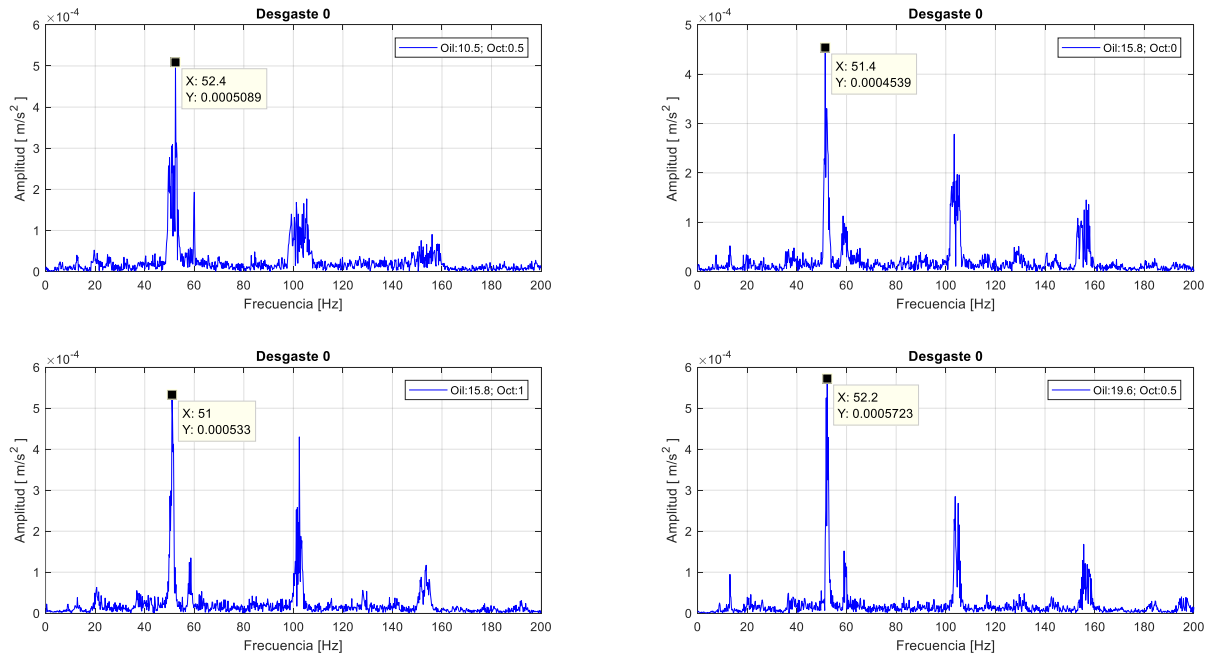 Desgaste 0
×10⁻⁴
Oil:10.5; Oct:0.5
X: 52.4
Y: 0.0005089
Amplitud [ m/s² ]
6
5
4
3
2
1
0
0 20 40 60 80 100 120 140 160 180 200
Frecuencia [Hz]
Desgaste 0
×10⁻⁴
Oil:15.8; Oct:0
X: 51.4
Y: 0.0004539
Amplitud [ m/s² ]
5
4
3
2
1
0
0 20 40 60 80 100 120 140 160 180 200
Frecuencia [Hz]
Desgaste 0
×10⁻⁴
Oil:15.8; Oct:1
X: 51
Y: 0.000533
Amplitud [ m/s² ]
6
5
4
3
2
1
0
0 20 40 60 80 100 120 140 160 180 200
Frecuencia [Hz]
Desgaste 0
×10⁻⁴
Oil:19.6; Oct:0.5
X: 52.2
Y: 0.0005723
Amplitud [ m/s² ]
6
5
4
3
2
1
0
0 20 40 60 80 100 120 140 160 180 200
Frecuencia [Hz]